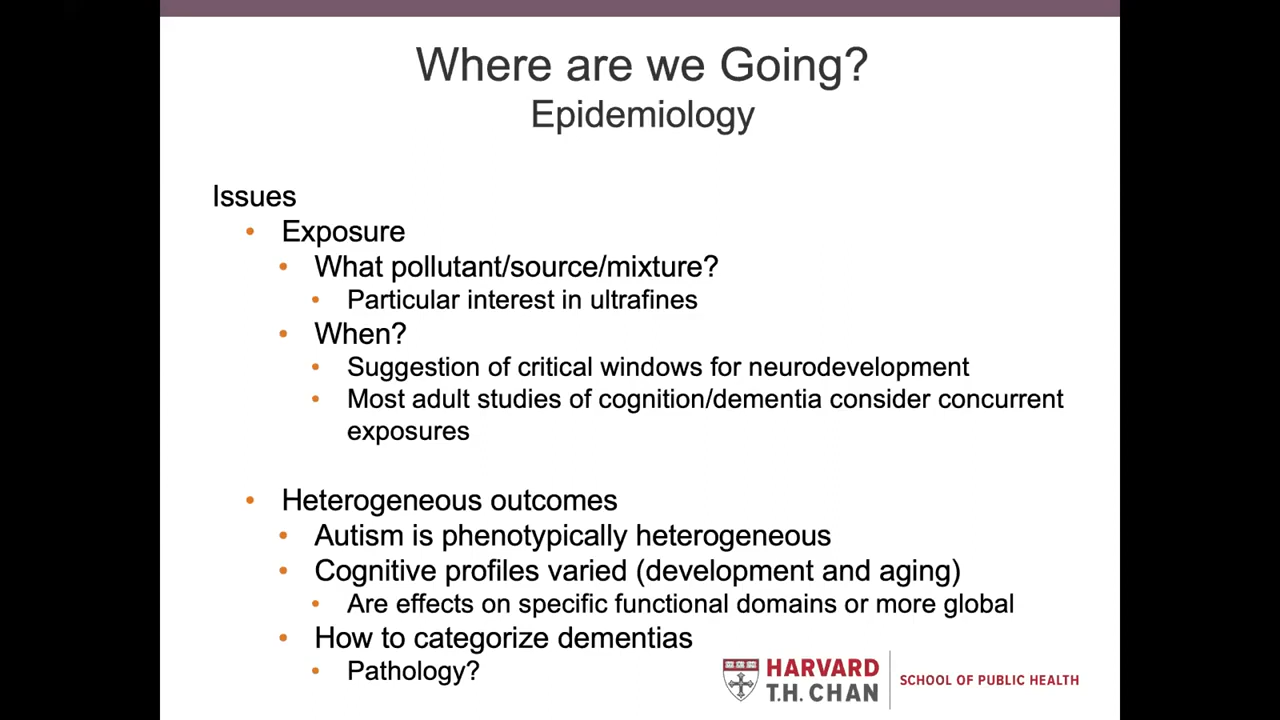 Where are we Going?
Epidemiology
Issues
• Exposure
• What pollutant/source/mixture?
• Particular interest in ultrafines
• When?
• Suggestion of critical windows for neurodevelopment
• Most adult studies of cognition/dementia consider concurrent
exposures
• Heterogeneous outcomes
• Autism is phenotypically heterogeneous
• Cognitive profiles varied (development and aging)
• Are effects on specific functional domains or more global
• How to categorize dementias
• Pathology?
HARVARD
T.H. CHAN
SCHOOL OF PUBLIC HEALTH